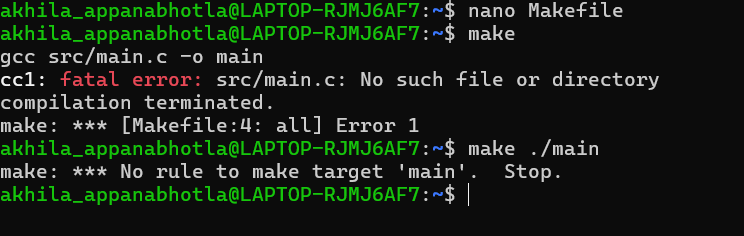 akhila_appanabhotla@LAPTOP-RJMJ6AF7:~$ nano Makefile
akhila_appanabhotla@LAPTOP-RJMJ6AF7:~$ make
gcc src/main.c -o main
cc1: fatal error: src/main.c: No such file or directory
compilation terminated.
make: *** [Makefile:4: all] Error 1
akhila_appanabhotla@LAPTOP-RJMJ6AF7:~$ make ./main
make: *** No rule to make target 'main'.  Stop.
akhila_appanabhotla@LAPTOP-RJMJ6AF7:~$